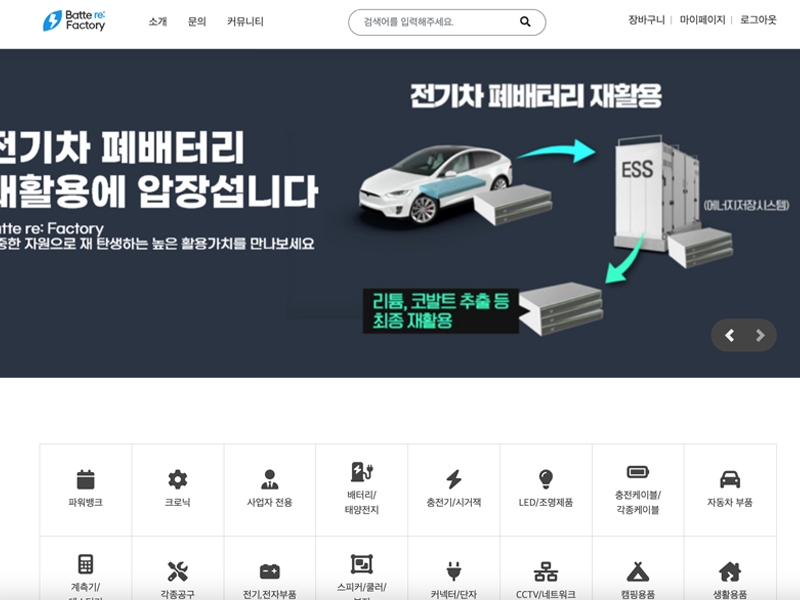 Batte re:
Factory
소개 문의 커뮤니티
검색어를 입력해주세요.
장바구니 | 마이페이지 | 로그아웃
전기차 폐배터리 재활용
전기차 폐배터리
재활용에 압장섭니다
tte re: Factory
중한 자원으로 재 탄생하는 높은 활용가치를 만나보세요
ESS
(에너지저장시스템)
리튬, 코발트 추출 등
최종 재활용
파워뱅크
크로닉
사업자 전용
배터리/
태양전지
충전기/시거잭
LED/조명제품
충전케이블/
각종케이블
자동차 부품
계측기/
각종공구
전기,전자부품
스피커/쿨러/
커넥터/단자
CCTV/네트워크
캠핑용품
생활용품